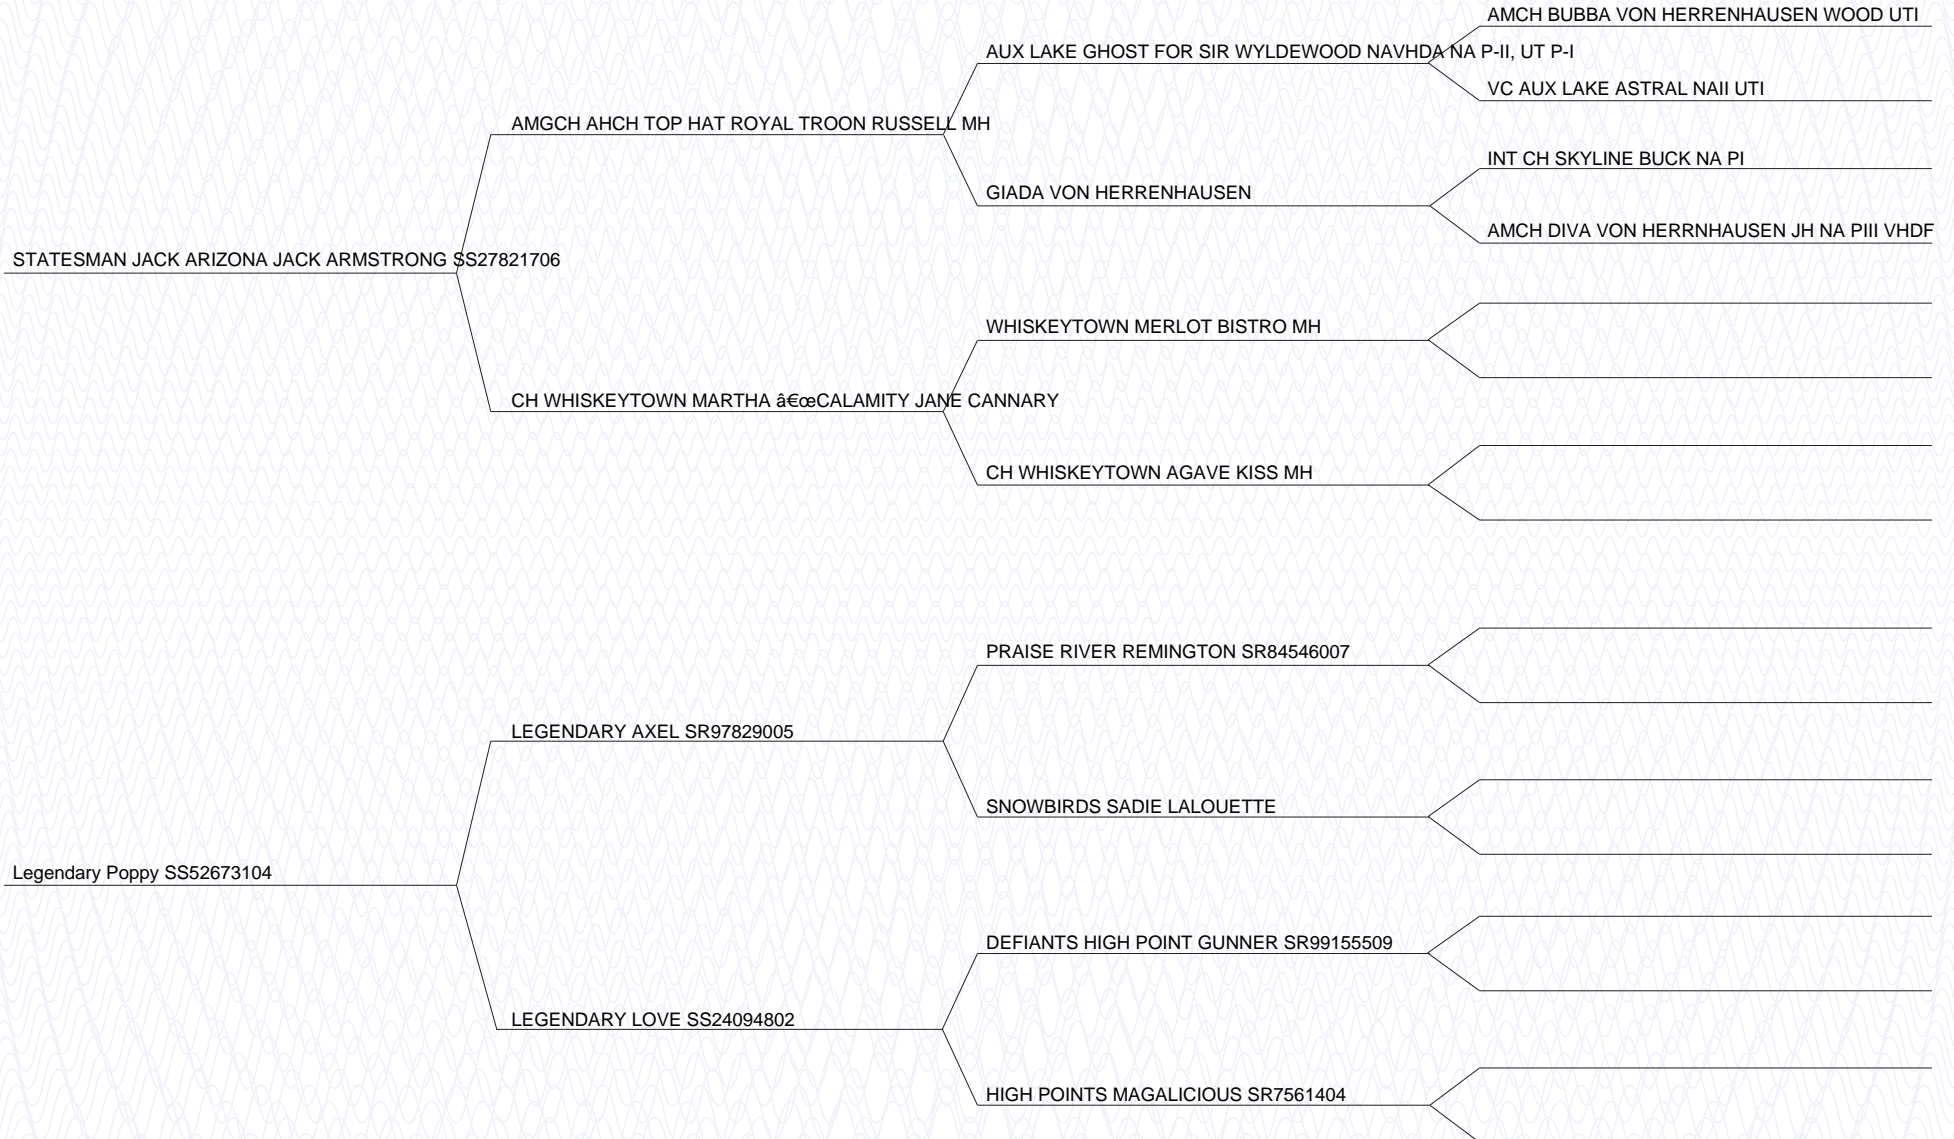 AMCH BUBBA VON HERRENHAUSEN WOOD UTI
AUX LAKE GHOST FOR SIR WYLDEWOOD NAVHDA NA P-II, UT P-I
VC AUX LAKE ASTRAL NAII UTI
AMGCH AHCH TOP HAT ROYAL TROON RUSSELL MH
INT CH SKYLINE BUCK NA PI
GIADA VON HERRENHAUSEN
AMCH DIVA VON HERRNHAUSEN JH NA PIII VHDF
STATESMAN JACK ARIZONA JACK ARMSTRONG SS27821706
WHISKEYTOWN MERLOT BISTRO MH
CH WHISKEYTOWN MARTHA â€œCALAMITY JANE CANNARY
CH WHISKEYTOWN AGAVE KISS MH
PRAISE RIVER REMINGTON SR84546007
LEGENDARY AXEL SR97829005
SNOWBIRDS SADIE LALOUETTE
Legendary Poppy SS52673104
DEFIANTS HIGH POINT GUNNER SR99155509
LEGENDARY LOVE SS24094802
HIGH POINTS MAGALICIOUS SR7561404